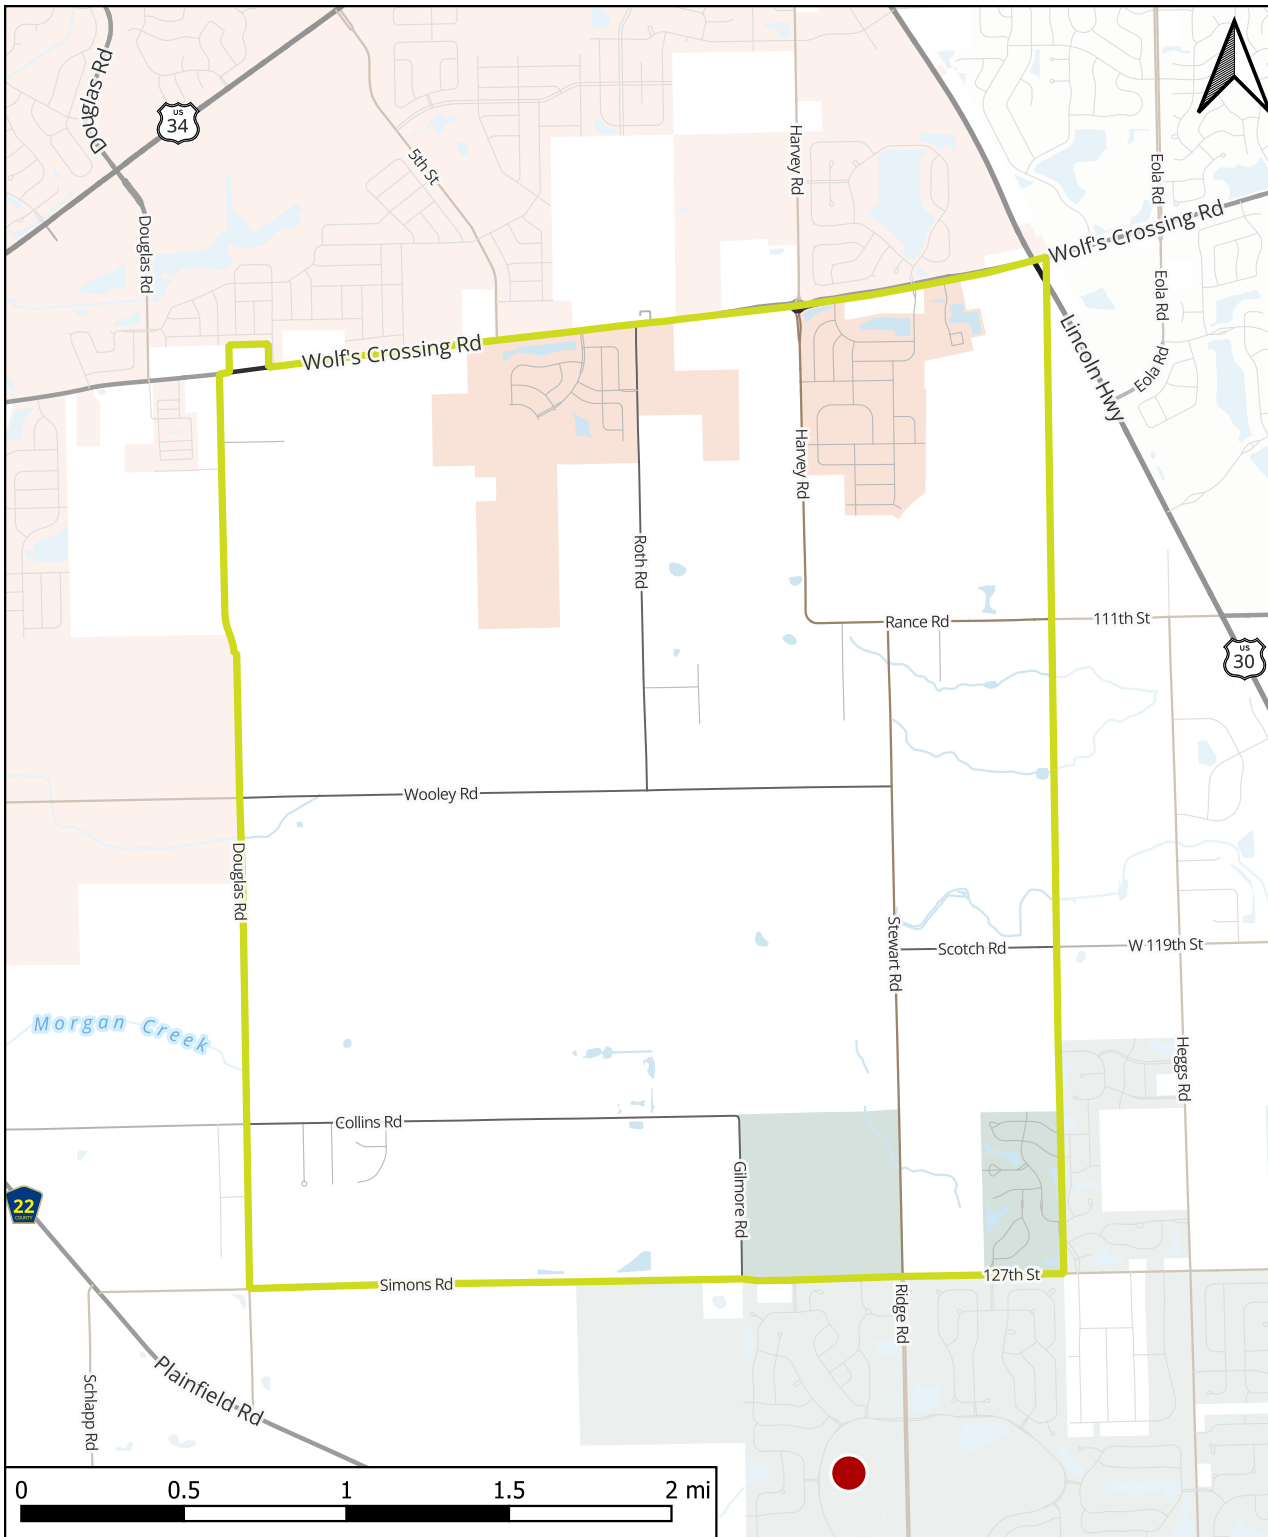 Douglas Rd
US
34
5th St
Harvey Rd
Eola Rd
Wolf's Crossing Rd
Douglas Rd
Eola Rd
Lincoln Hwy
Eola Rd
Wolf's Crossing Rd
Harvey Rd
Roth Rd
Rance Rd
111th St
US
30
Wooley Rd
Douglas Rd
Stewart Rd
Scotch Rd
W 119th St
Morgan Creek
Heggs Rd
Collins Rd
Gilmore Rd
22
COUNTY
Simons Rd
127th St
Ridge Rd
Plainfield Rd
Schlapp Rd
0 0.5 1 1.5 2 mi